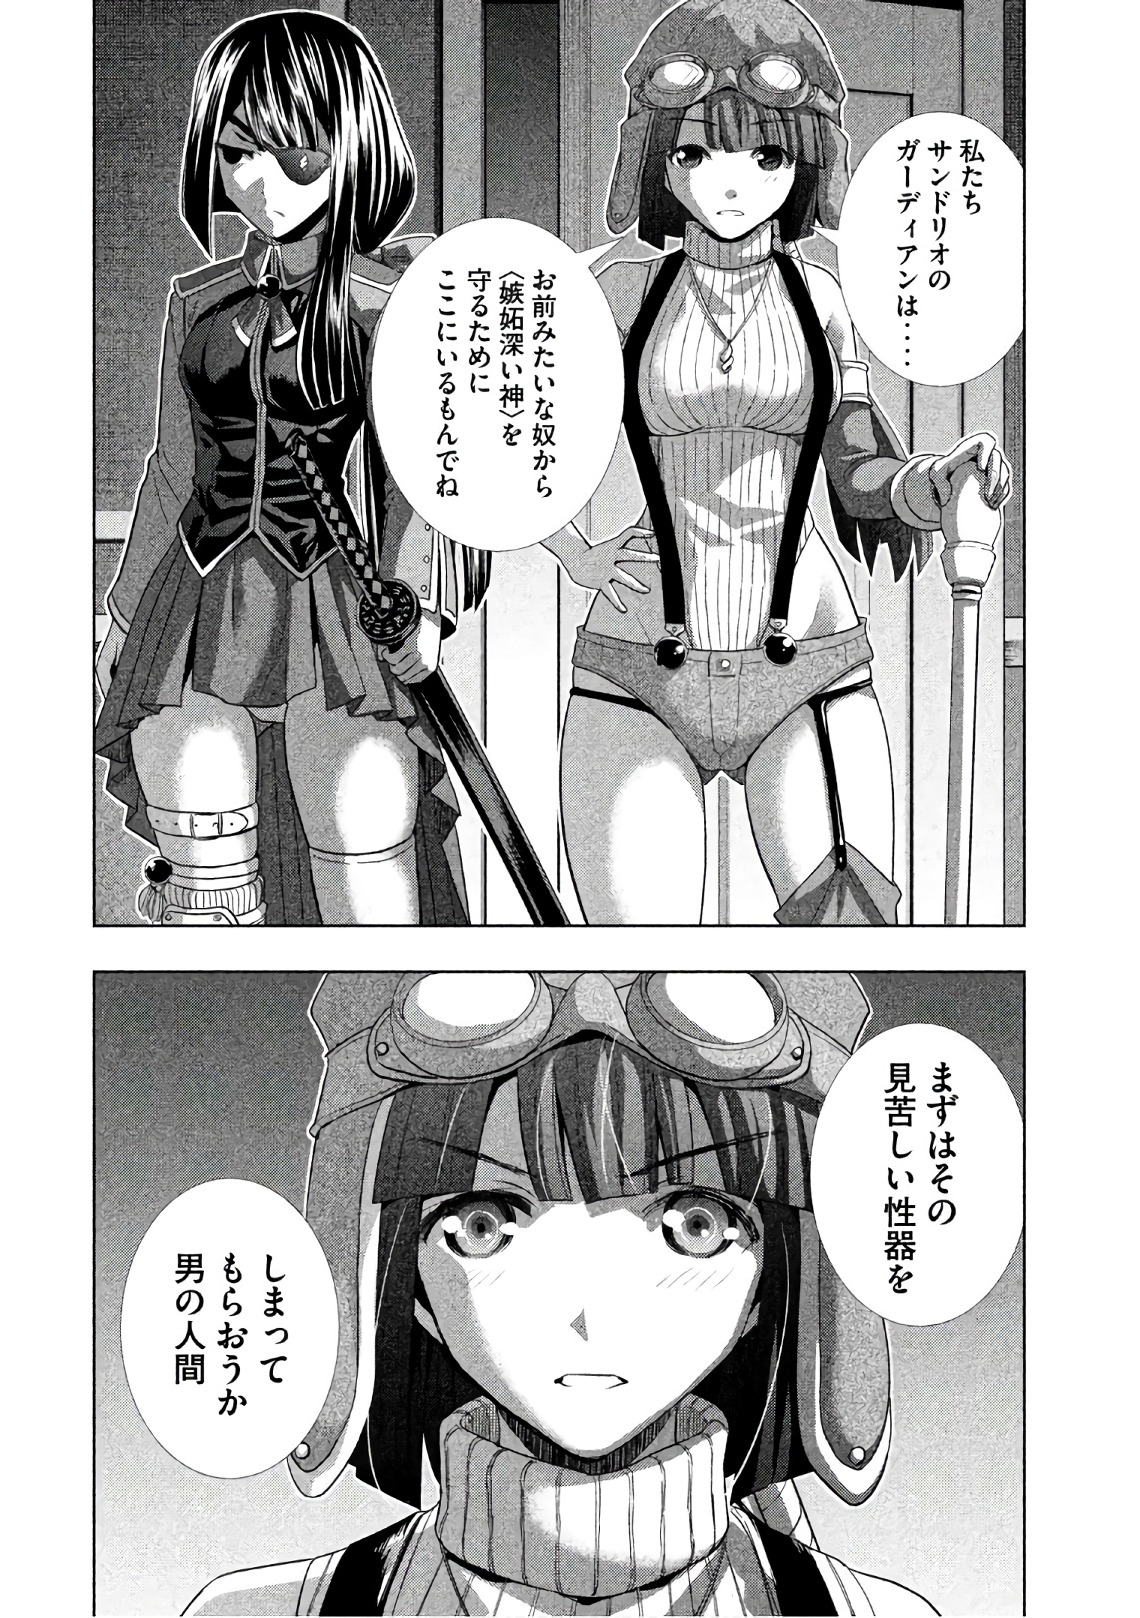 私たち
サンドリオの
ガーディアンは‥‥
お前みたいな奴から
〈嫉妬深い神〉を
守るために
ここにいるもんでね
まずはその
見苦しい性器を
しまって
もらおうか
男の人間